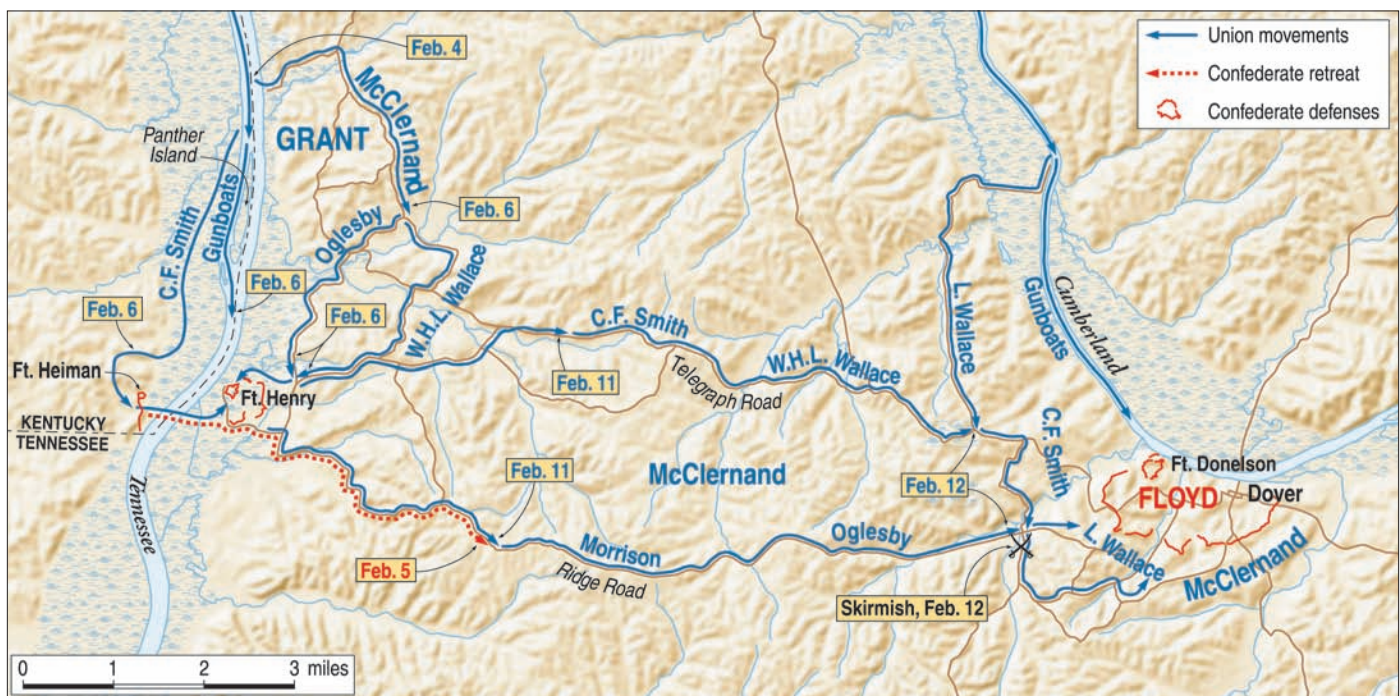 Feb. 4
McClernand
Panther
Island
GRANT
C.F. Smith
Gunboats
Feb. 6
Oglesby
W.H.L. Wallace
Feb. 6
Feb. 6
Feb. 6
Ft. Heiman
Ft. Henry
KENTUCKY
TENNESSEE
Tennessee
C.F. Smith
Feb. 11
Telegraph Road
W.H.L. Wallace
McClernand
Feb. 11
Feb. 5
Morrison
Ridge Road
Oglesby
L. Wallace
Gunboats
Cumberland
C.F. Smith
Feb. 12
Ft. Donelson
FLOYD
Dover
L. Wallace
McClernand
Skirmish, Feb. 12
Union movements
Confederate retreat
Confederate defenses
0 1 2 3 miles